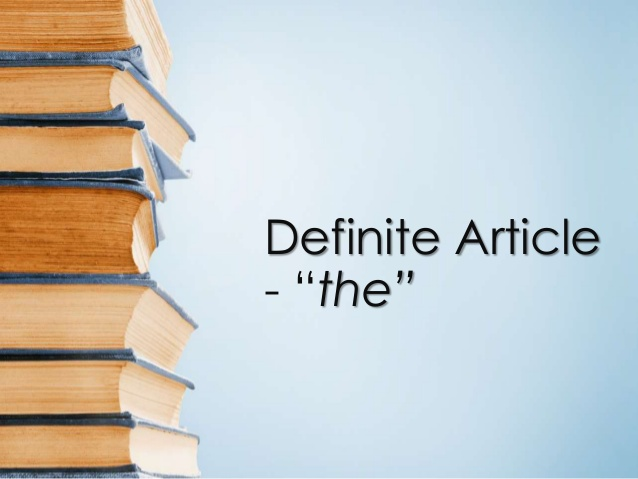 Definite Article
- “the”